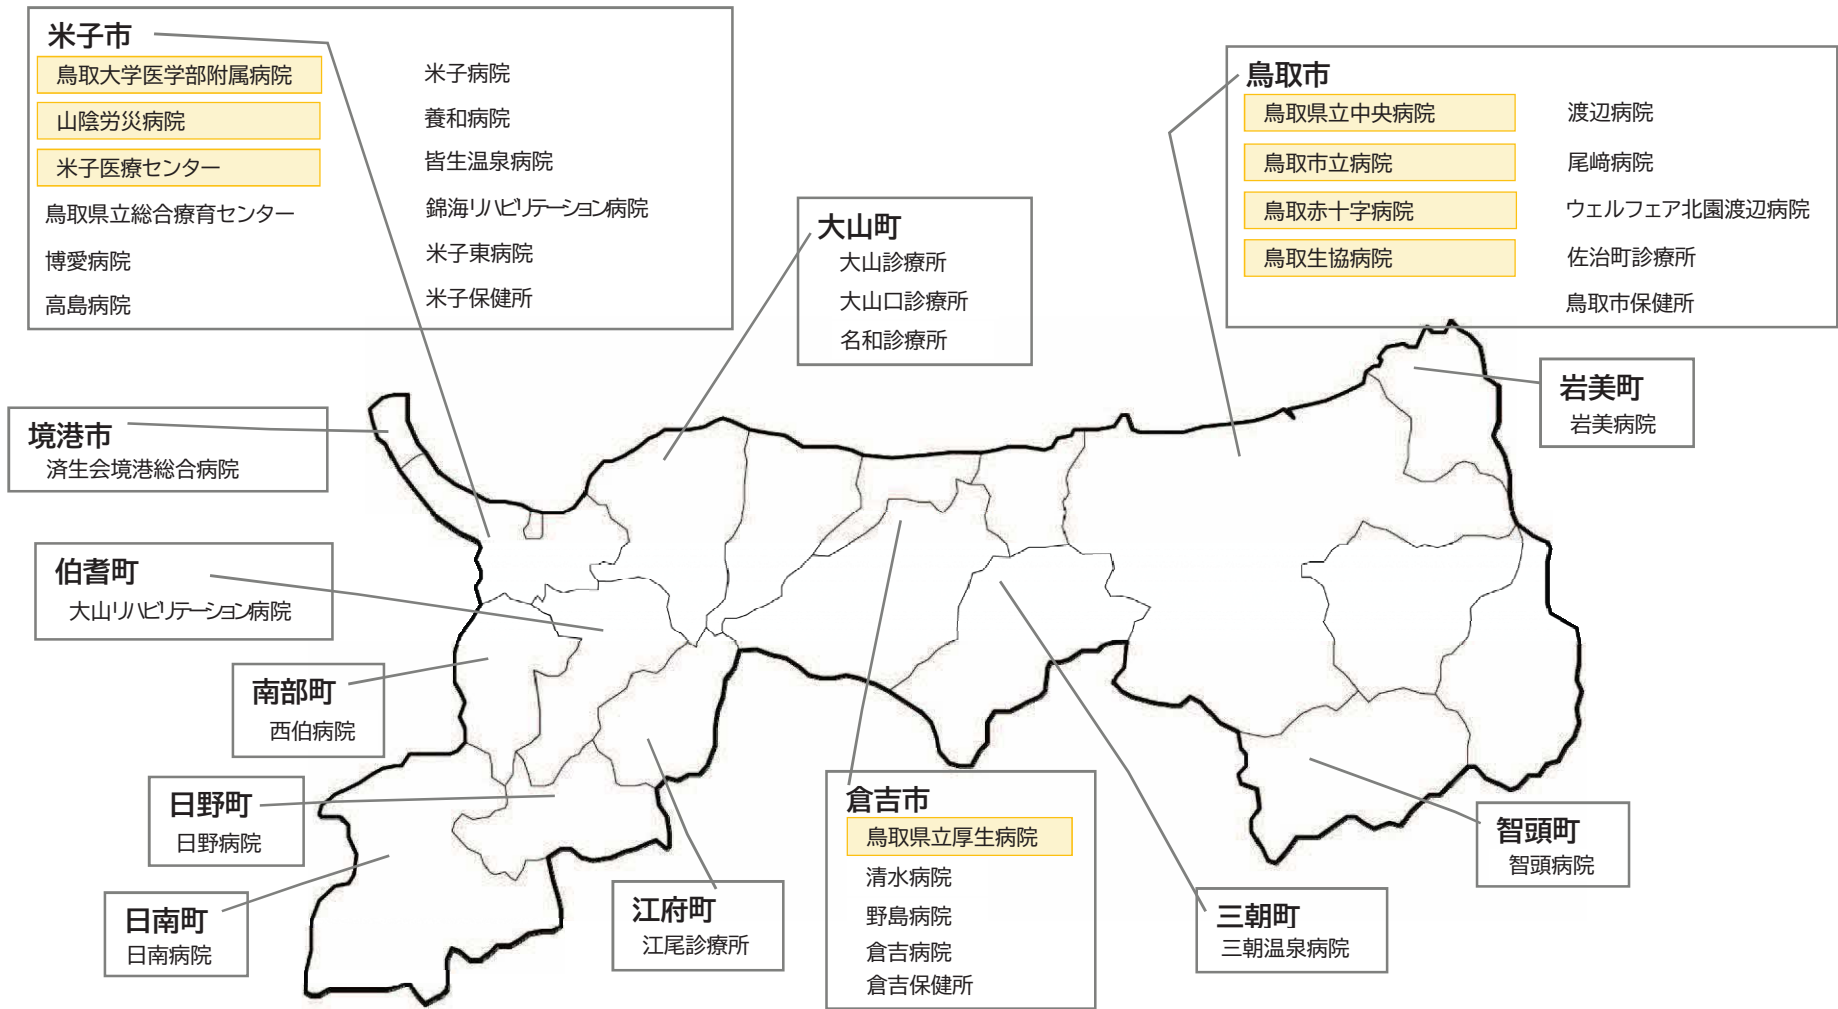 米子市
鳥取大学医学部附属病院
山陰労災病院
米子医療センター
鳥取県立総合療育センター
博愛病院
高島病院
米子病院
養和病院
皆生温泉病院
錦海リハビリテーション病院
米子東病院
米子保健所
大山町
大山診療所
大山口診療所
名和診療所
鳥取市
鳥取県立中央病院
鳥取市立病院
鳥取赤十字病院
鳥取生協病院
渡辺病院
尾﨑病院
ウェルフェア北園渡辺病院
佐治町診療所
鳥取市保健所
岩美町
岩美病院
境港市
済生会境港総合病院
伯耆町
大山リハビリテーション病院
南部町
西伯病院
日野町
日野病院
日南町
日南病院
江府町
江尾診療所
倉吉市
鳥取県立厚生病院
清水病院
野島病院
倉吉病院
倉吉保健所
三朝町
三朝温泉病院
智頭町
智頭病院